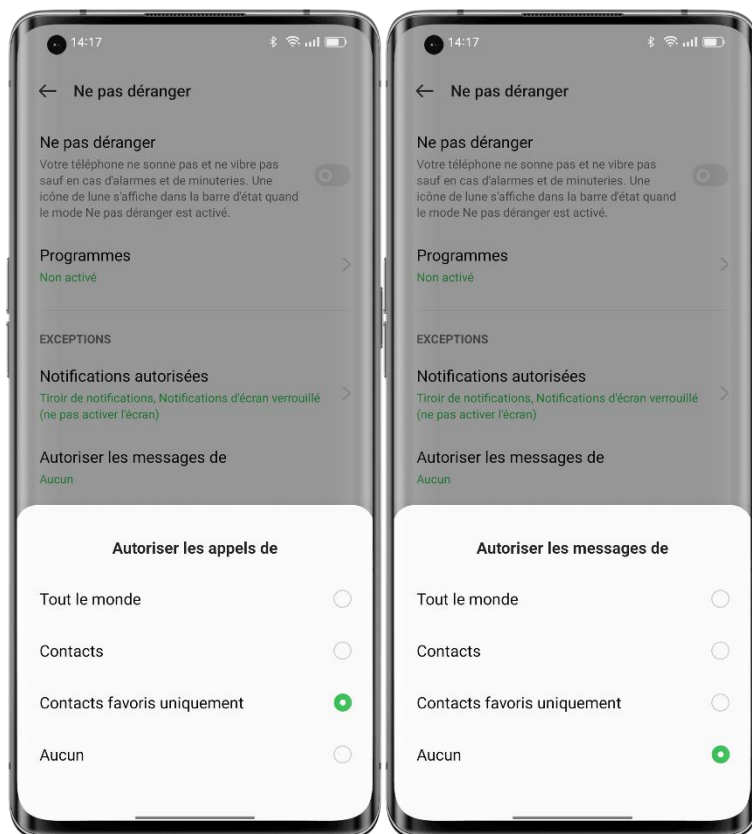 14:17
Ne pas déranger
Ne pas déranger
Votre téléphone ne sonne pas et ne vibre pas
sauf en cas d'alarmes et de minuteries. Une
icône de lune s'affiche dans la barre d'état quand
le mode Ne pas déranger est activé.
Programmes
Non activé
EXCEPTIONS
Notifications autorisées
Tiroir de notifications, Notifications d'écran verrouillé
(ne pas activer l'écran)
Autoriser les messages de
Aucun
Autoriser les appels de
Tout le monde
Contacts
Contacts favoris uniquement
Aucun
14:17
Ne pas déranger
Ne pas déranger
Votre téléphone ne sonne pas et ne vibre pas
sauf en cas d'alarmes et de minuteries. Une
icône de lune s'affiche dans la barre d'état quand
le mode Ne pas déranger est activé.
Programmes
Non activé
EXCEPTIONS
Notifications autorisées
Tiroir de notifications, Notifications d'écran verrouillé
(ne pas activer l'écran)
Autoriser les messages de
Aucun
Autoriser les messages de
Tout le monde
Contacts
Contacts favoris uniquement
Aucun